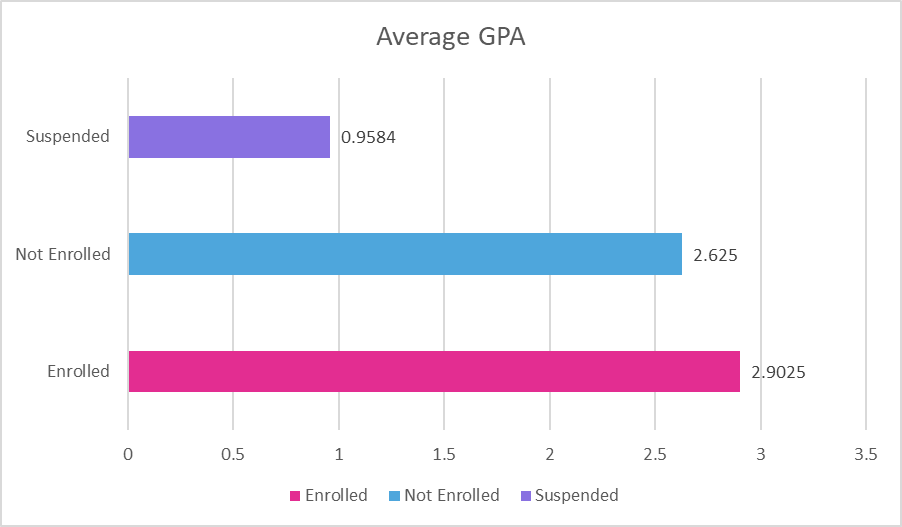 Average GPA
Suspended
0.9584
Not Enrolled
2.625
Enrolled
2.9025
0 0.5 1 1.5 2 2.5 3 3.5
Enrolled Not Enrolled Suspended